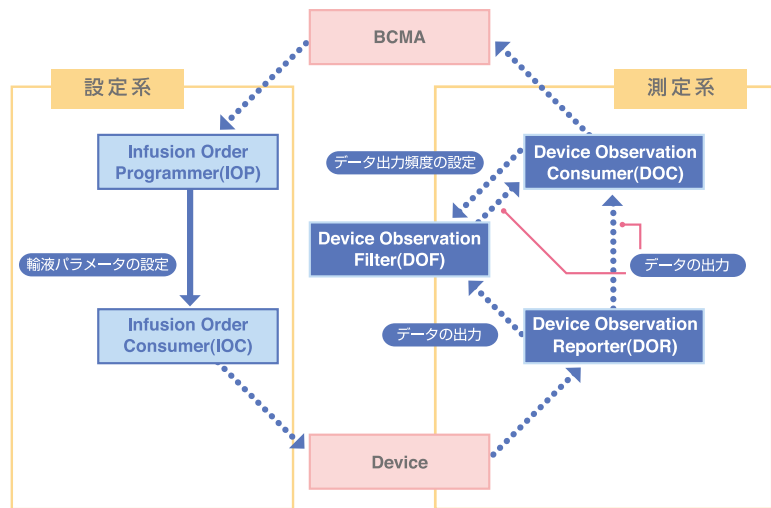 BCMA
設定系
測定系
Infusion Order
Programmer(IOP)
データ出力頻度の設定
Device Observation
Consumer(DOC)
Device Observation
Filter(DOF)
輸液パラメータの設定
データの出力
Infusion Order
Consumer(IOC)
データの出力
Device Observation
Reporter(DOR)
Device